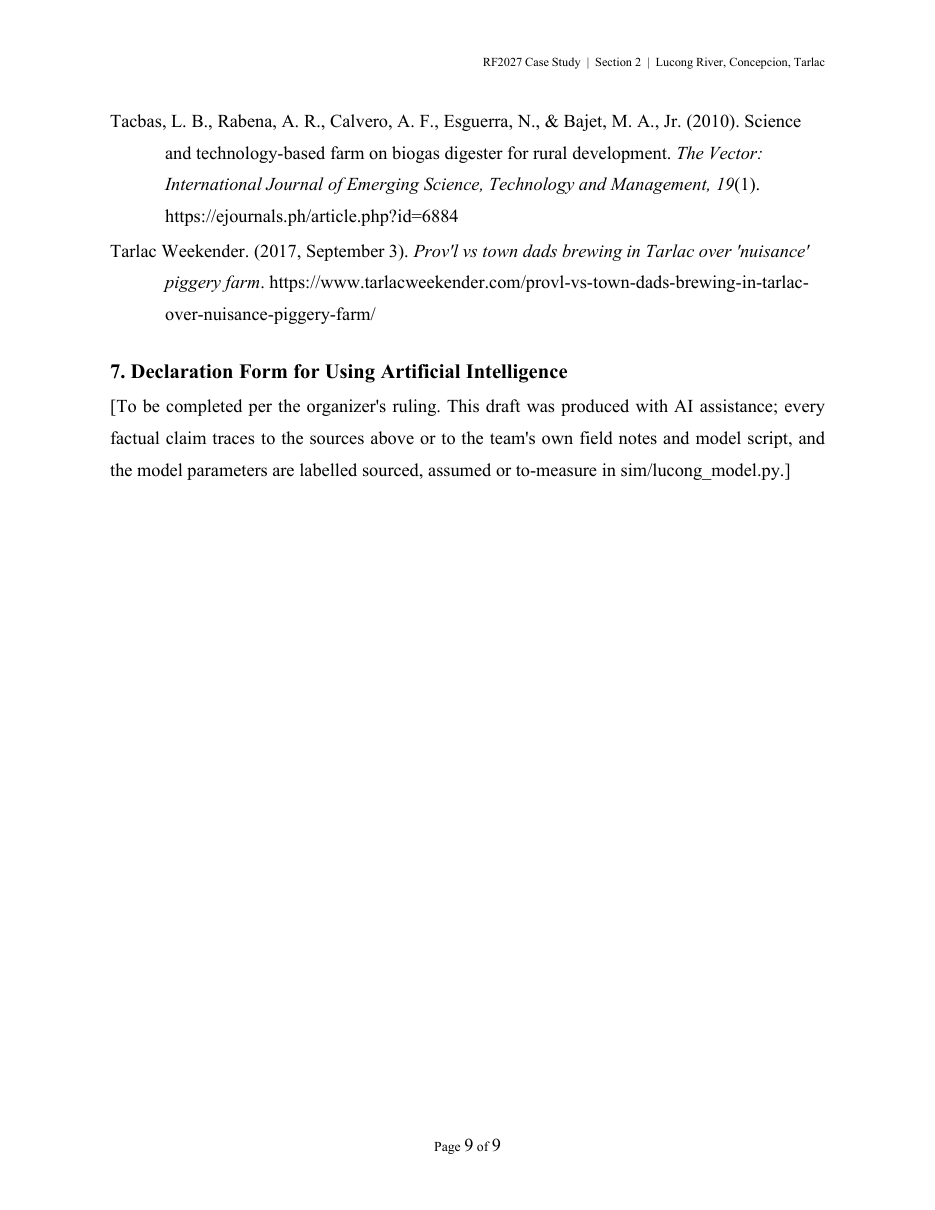 RF2027 Case Study | Section 2 | Lucong River, Concepcion, Tarlac
Tacbas, L. B., Rabena, A. R., Calvero, A. F., Esguerra, N., & Bajet, M. A., Jr. (2010). Science
and technology-based farm on biogas digester for rural development. The Vector:
International Journal of Emerging Science, Technology and Management, 19(1).
https://ejournals.ph/article.php?id=6884
Tarlac Weekender. (2017, September 3). Prov'l vs town dads brewing in Tarlac over 'nuisance'
piggery farm. https://www.tarlacweekender.com/provl-vs-town-dads-brewing-in-tarlac-
over-nuisance-piggery-farm/
7. Declaration Form for Using Artificial Intelligence
[To be completed per the organizer's ruling. This draft was produced with AI assistance; every
factual claim traces to the sources above or to the team's own field notes and model script, and
the model parameters are labelled sourced, assumed or to-measure in sim/lucong_model.py.]
Page 9 of 9